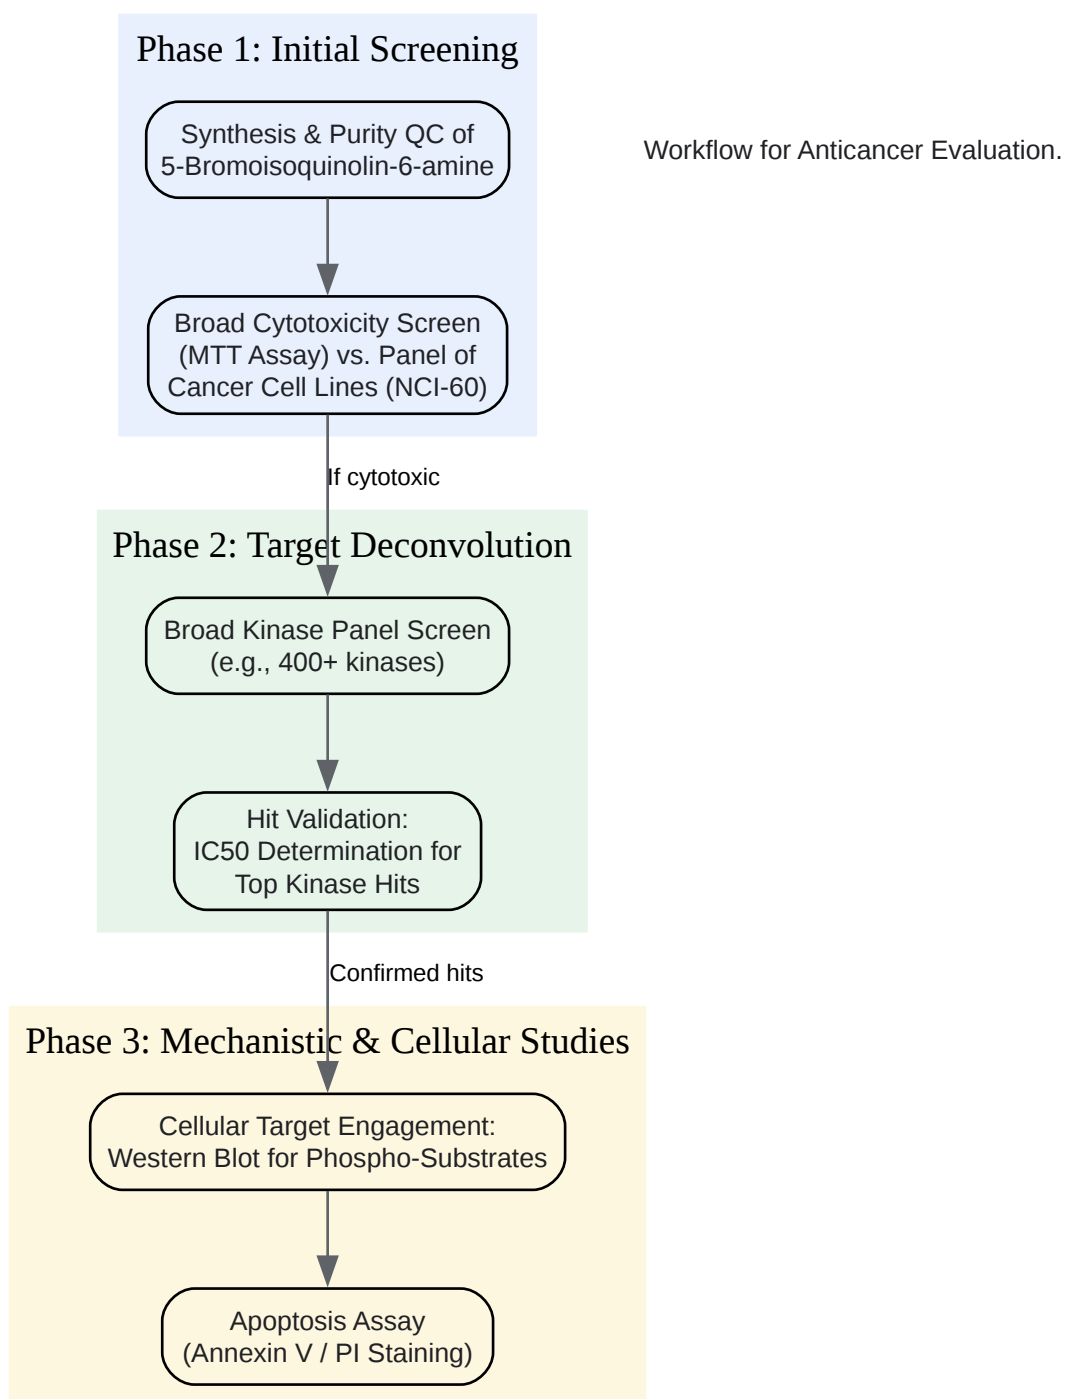 Phase 1: Initial Screening
Synthesis & Purity QC of
5-Bromoisoquinolin-6-amine
Workflow for Anticancer Evaluation.
Broad Cytotoxicity Screen
(MTT Assay) vs. Panel of
Cancer Cell Lines (NCI-60)
If cytotoxic
Phase 2: Target Deconvolution
Broad Kinase Panel Screen
(e.g., 400+ kinases)
Hit Validation:
IC50 Determination for
Top Kinase Hits
Confirmed hits
Phase 3: Mechanistic & Cellular Studies
Cellular Target Engagement:
Western Blot for Phospho-Substrates
Apoptosis Assay
(Annexin V / PI Staining)